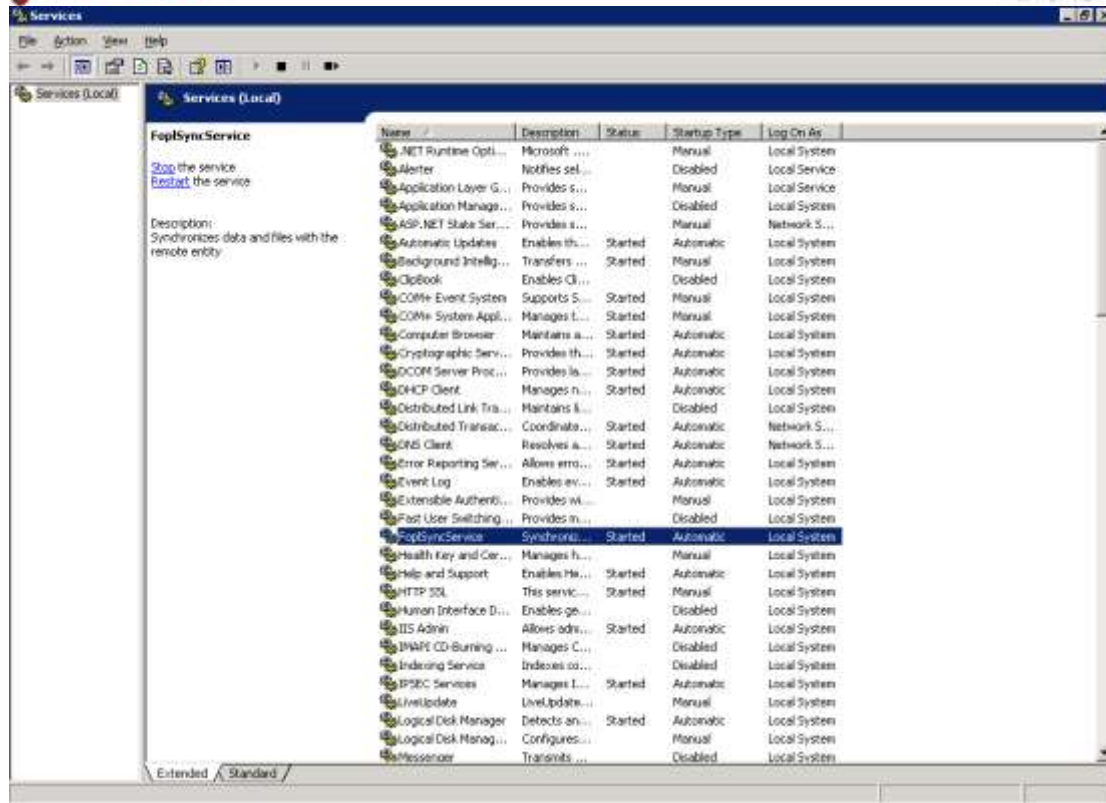 Services
File Action View Help
Services (Local)
Services (Local)
FoplSyncService
Stop the service
Restart the service
Description:
Synchronizes data and files with the
remote entity
Name Description Status Startup Type Log On As
.NET Runtime Opti... Microsoft .... Manual Local System
Alerter Notifies sel... Disabled Local Service
Application Layer G... Provides s... Manual Local Service
Application Manage... Provides s... Disabled Local System
ASP.NET State Ser... Provides s... Manual Network S...
Automatic Updates Enables th... Started Automatic Local System
Background Intellig... Transfers ... Started Manual Local System
ClipBook Enables Cli... Disabled Local System
COM+ Event System Supports S... Started Manual Local System
COM+ System Appl... Manages t... Started Manual Local System
Computer Browser Maintains a... Started Automatic Local System
Cryptographic Serv... Provides th... Started Automatic Local System
DCOM Server Proc... Provides la... Started Automatic Local System
DHCP Client Manages n... Started Automatic Local System
Distributed Link Tra... Maintains li... Disabled Local System
Distributed Transac... Coordinate... Started Automatic Network S...
DNS Client Resolves a... Started Automatic Network S...
Error Reporting Ser... Allows erro... Started Automatic Local System
Event Log Enables ev... Started Automatic Local System
Extensible Authenti... Provides wi... Manual Local System
Fast User Switching ... Provides m... Disabled Local System
FoplSyncService Synchroniz... Started Automatic Local System
Health Key and Cer... Manages h... Manual Local System
Help and Support Enables He... Started Automatic Local System
HTTP SSL This servic... Started Manual Local System
Human Interface D... Enables ge... Disabled Local System
IIS Admin Allows adm... Started Automatic Local System
IMAPI CD-Burning ... Manages C... Disabled Local System
Indexing Service Indexes co... Disabled Local System
IPSEC Services Manages I... Started Automatic Local System
LiveUpdate LiveUpdate... Manual Local System
Logical Disk Manager Detects an... Started Automatic Local System
Logical Disk Manag... Configures... Manual Local System
Messenger Transmits ... Disabled Local System
Extended Standard